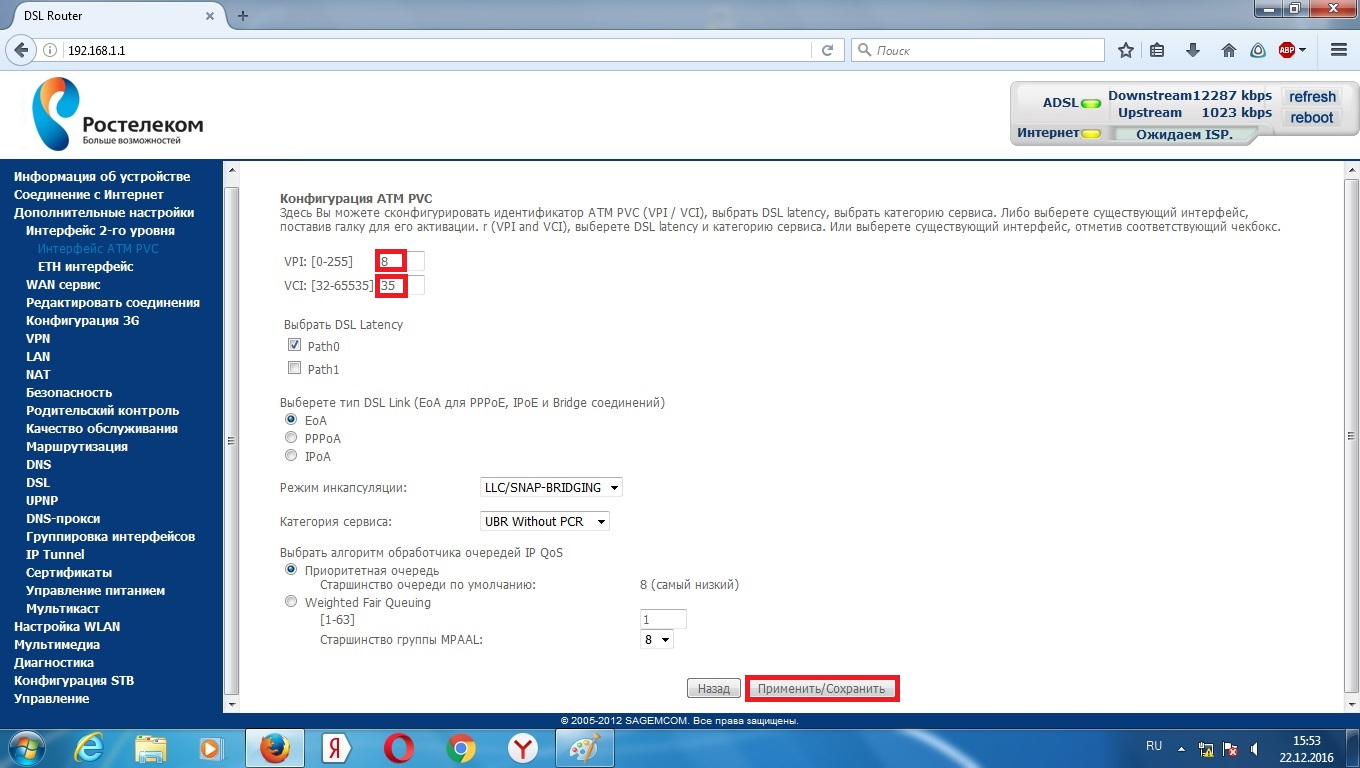 DSL Router
192.168.1.1
Поиск
ABP
Ростелеком
Больше возможностей
ADSL
Downstream 12287 kbps
Upstream 1023 kbps
refresh
reboot
Интернет
Ожидаем ISP.
Информация об устройстве
Соединение с Интернет
Дополнительные настройки
Интерфейс 2-го уровня
Интерфейс ATM PVC
ETH интерфейс
WAN сервис
Редактировать соединения
Конфигурация 3G
VPN
LAN
NAT
Безопасность
Родительский контроль
Качество обслуживания
Маршрутизация
DNS
DSL
UPNP
DNS-прокси
Группировка интерфейсов
IP Tunnel
Сертификаты
Управление питанием
Мультикаст
Настройка WLAN
Мультимедиа
Диагностика
Конфигурация STB
Управление
Конфигурация ATM PVC
Здесь Вы можете сконфигурировать идентификатор ATM PVC (VPI / VCI), выбрать DSL latency, выбрать категорию сервиса. Либо выберете существующий интерфейс,
поставив галку для его активации. r (VPI and VCI), выберете DSL latency и категорию сервиса. Или выберете существующий интерфейс, отметив соответствующий чекбокс.
VPI: [0-255] 8
VCI: [32-65535] 35
Выбрать DSL Latency
Path0
Path1
Выберете тип DSL Link (EoA для PPPoE, IPoE и Bridge соединений)
EoA
PPPoA
IPoA
Режим инкапсуляции: LLC/SNAP-BRIDGING
Категория сервиса: UBR Without PCR
Выбрать алгоритм обработчика очередей IP QoS
Приоритетная очередь
Старшинство очереди по умолчанию: 8 (самый низкий)
Weighted Fair Queuing
[1-63] 1
Старшинство группы MPAAL: 8
Назад
Применить/Сохранить
© 2005-2012 SAGEMCOM. Все права защищены.
Я
Y
RU
15:53
22.12.2016